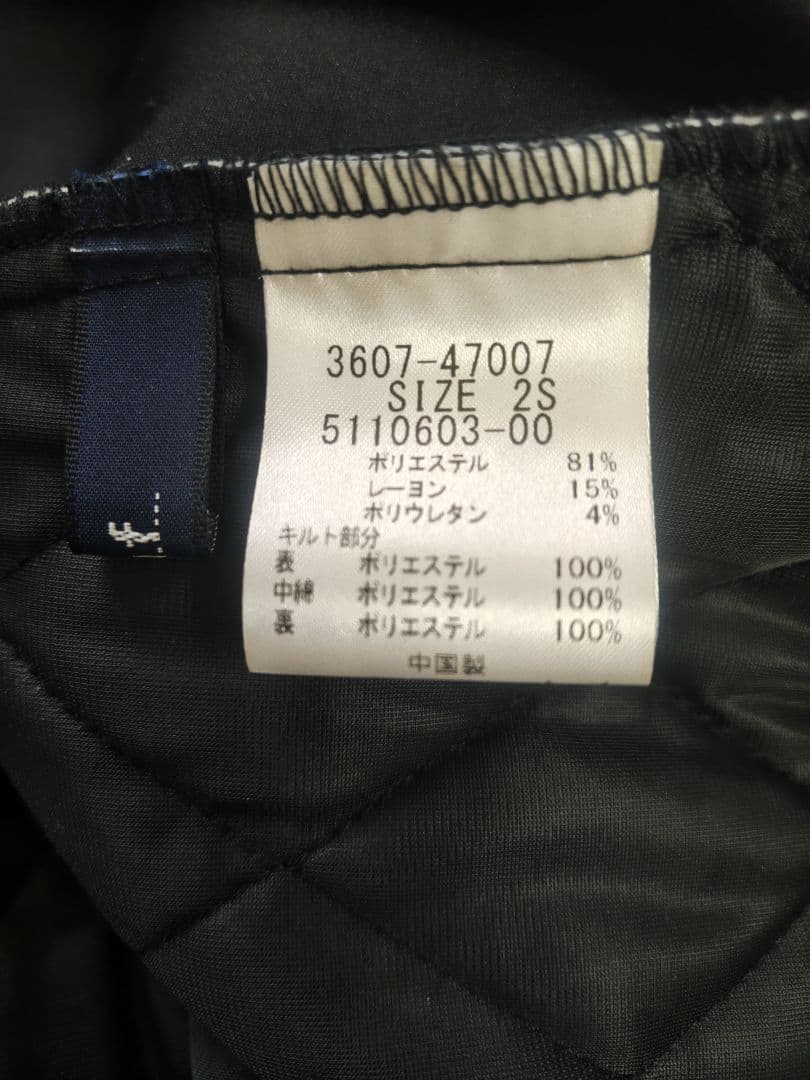 3607-47007
SIZE 2S
5110603-00
ポリエステル 81%
レーヨン 15%
ポリウレタン 4%
キルト部分
表 ポリエステル 100%
中綿 ポリエステル 100%
裏 ポリエステル 100%
中国製